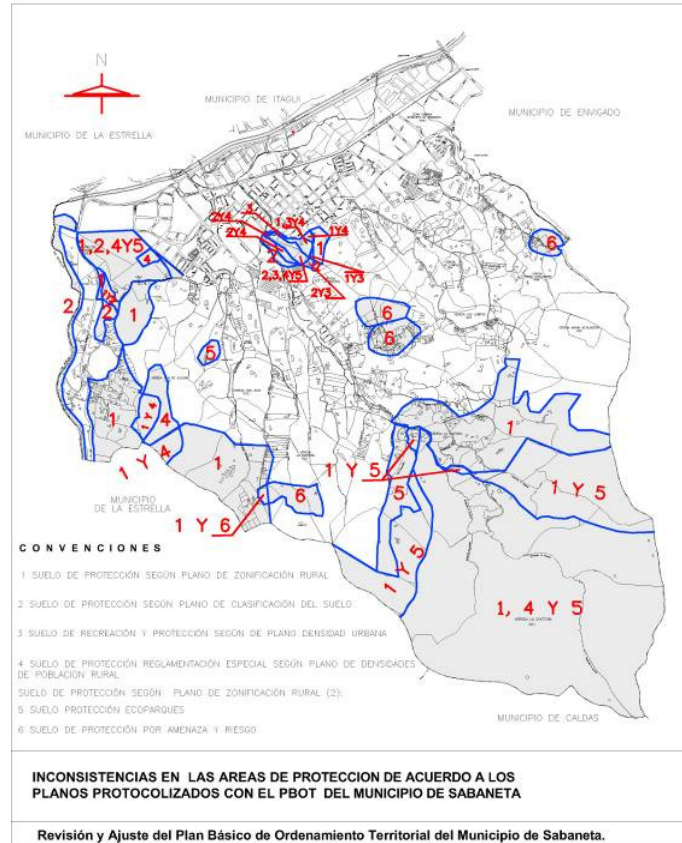 N
MUNICIPIO DE ITAGUI
MUNICIPIO DE ENVIGADO
MUNICIPIO DE LA ESTRELLA
3
1,3Y4
2Y4
1Y4
2Y4
1
6
1,2,4Y5
4
2
2,3,4Y5
1Y3
2Y3
2
1
6
6
5
1
1 Y 4
4
1
1
1 Y 4
1 Y 5
5
1 Y 5
6
MUNICIPIO
DE LA ESTRELLA
1 Y 6
1 Y 5
1, 4 Y 5
CONVENCIONES
1 SUELO DE PROTECCIÓN SEGÚN PLANO DE ZONIFICACIÓN RURAL
2 SUELO DE PROTECCIÓN SEGÚN PLANO DE CLASIFICACIÓN DEL SUELO
3 SUELO DE RECREACIÓN Y PROTECCIÓN SEGÚN DE PLANO DENSIDAD URBANA
4 SUELO DE PROTECCIÓN REGLAMENTACIÓN ESPECIAL SEGÚN PLANO DE DENSIDADES
DE POBLACIÓN RURAL
SUELO DE PROTECCIÓN SEGÚN PLANO DE ZONIFICACIÓN RURAL (2):
5 SUELO PROTECCIÓN ECOPARQUES
6 SUELO DE PROTECCIÓN POR AMENAZA Y RIESGO
MUNICIPIO DE CALDAS
INCONSISTENCIAS EN LAS AREAS DE PROTECCION DE ACUERDO A LOS
PLANOS PROTOCOLIZADOS CON EL PBOT DEL MUNICIPIO DE SABANETA
Revisión y Ajuste del Plan Básico de Ordenamiento Territorial del Municipio de Sabaneta.